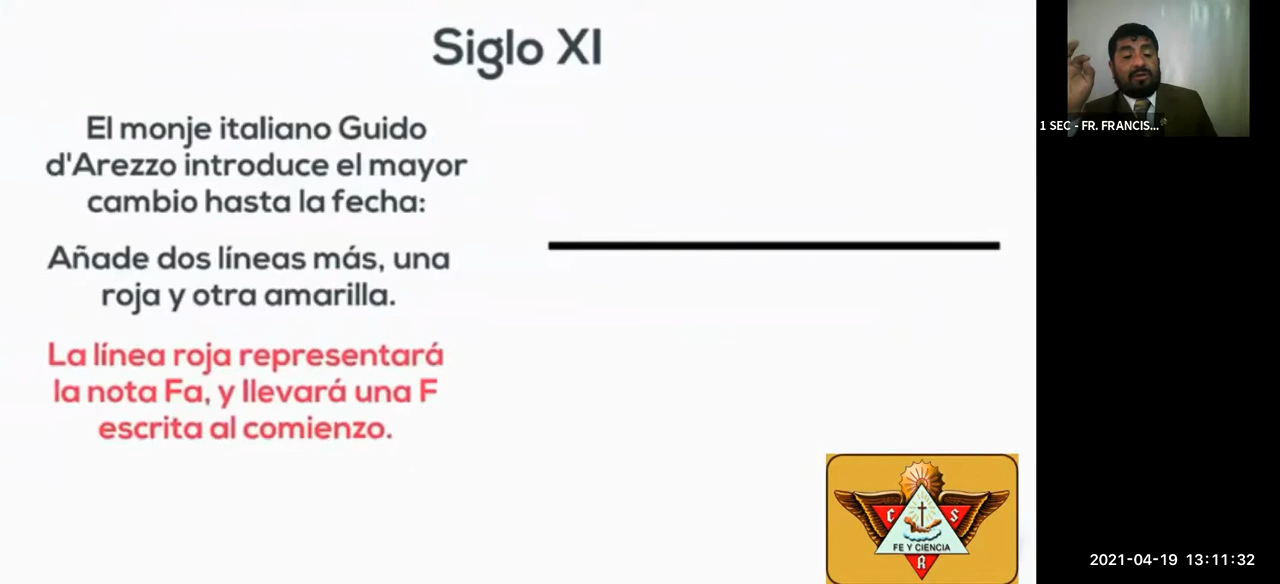 Siglo XI
El monje italiano Guido
d'Arezzo introduce el mayor
cambio hasta la fecha:
Añade dos líneas más, una
roja y otra amarilla.
La línea roja representará
la nota Fa, y llevará una F
escrita al comienzo.
C S
FE Y CIENCIA
R
1 SEC - FR. FRANCIS...
2021-04-19 13:11:32